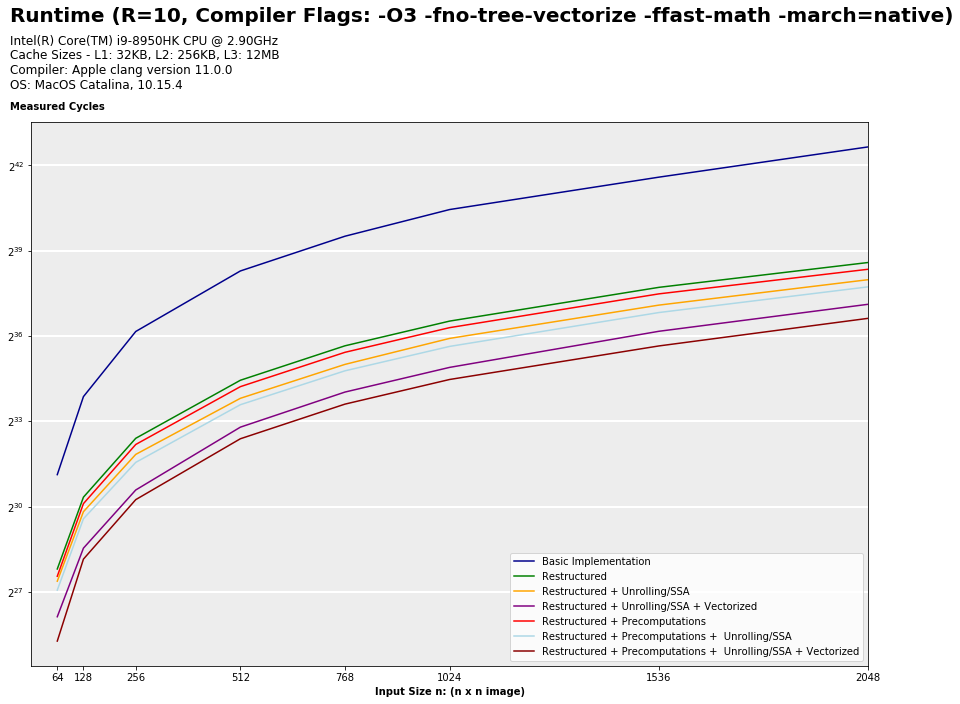 Runtime (R=10, Compiler Flags: -O3 -fno-tree-vectorize -ffast-math -march=native)
Intel(R) Core(TM) i9-8950HK CPU @ 2.90GHz
Cache Sizes - L1: 32KB, L2: 256KB, L3: 12MB
Compiler: Apple clang version 11.0.0
OS: MacOS Catalina, 10.15.4
Measured Cycles
2^42
2^39
2^36
2^33
2^30
2^27
Basic Implementation
Restructured
Restructured + Unrolling/SSA
Restructured + Unrolling/SSA + Vectorized
Restructured + Precomputations
Restructured + Precomputations +  Unrolling/SSA
Restructured + Precomputations +  Unrolling/SSA + Vectorized
64 128 256 512 768 1024 1536 2048
Input Size n: (n x n image)